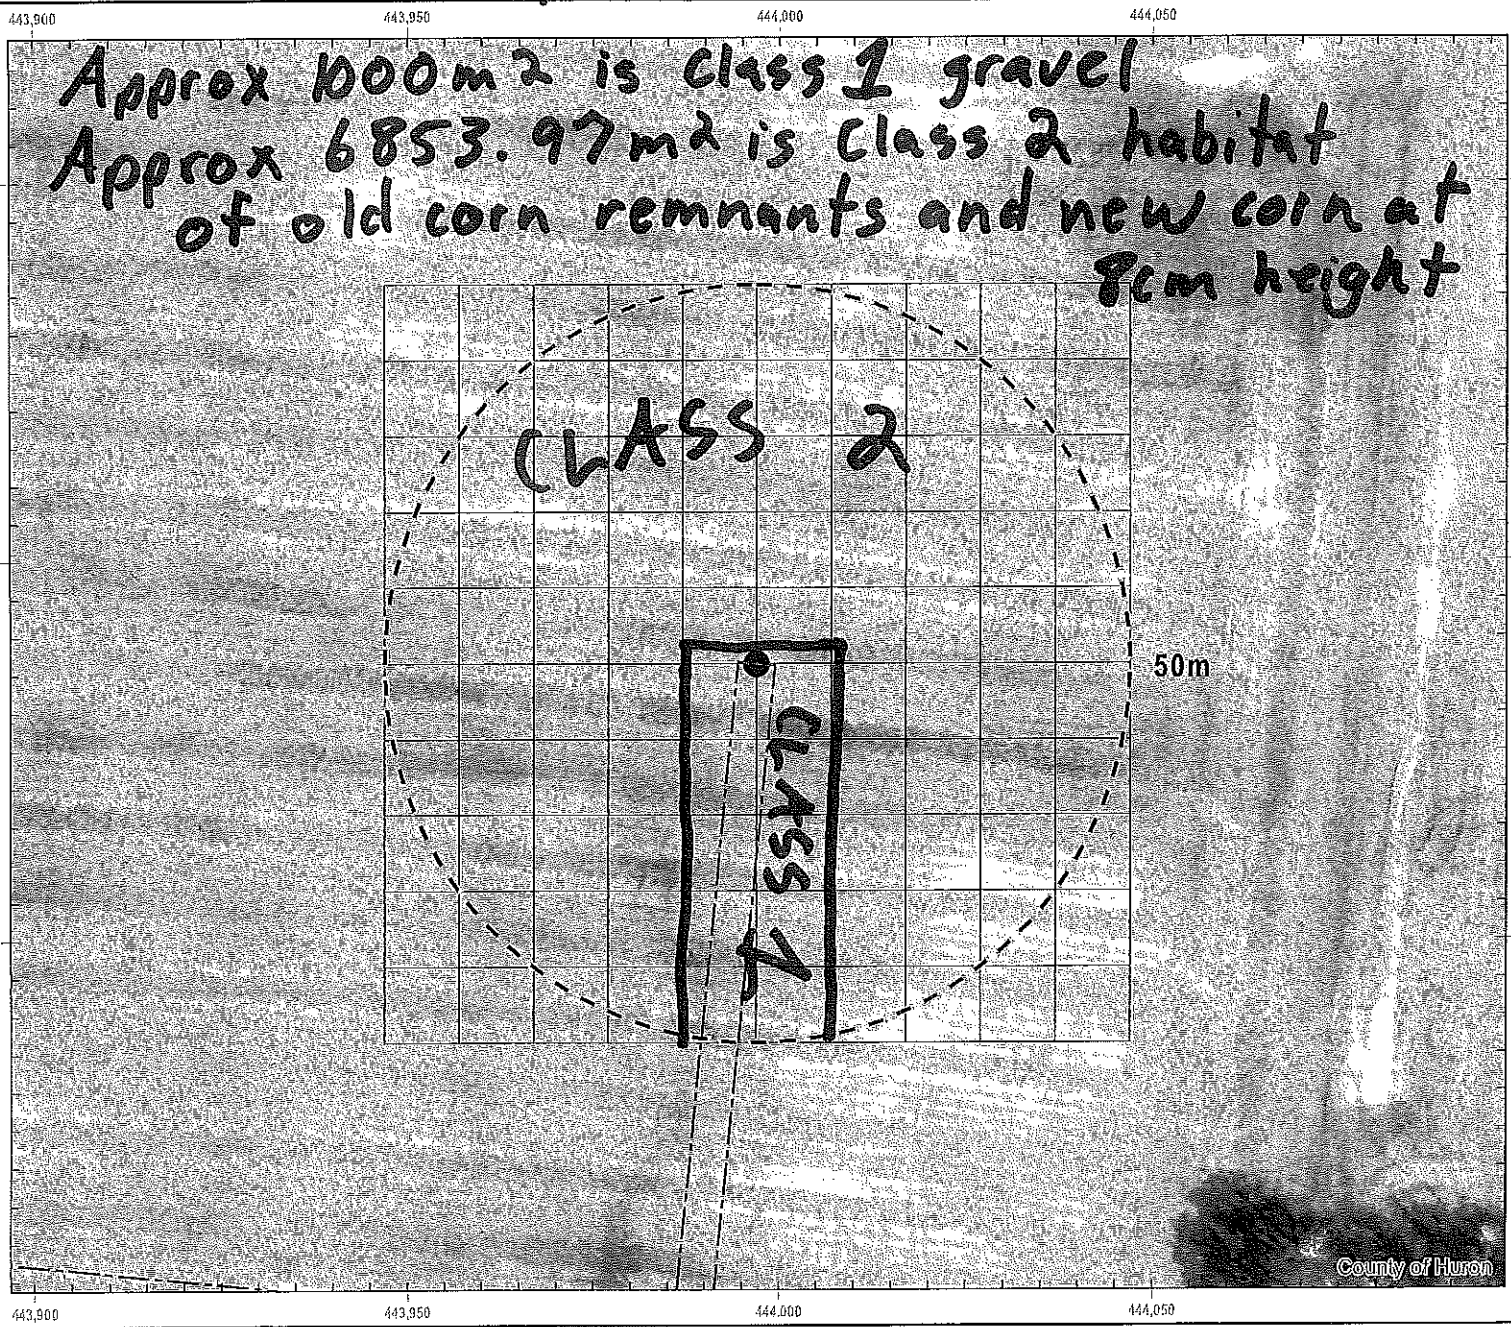 443,900 443,950 444,000 444,050
Approx 1000m2 is Class 1 gravel
Approx 6853.97m2 is Class 2 habitat
of old corn remnants and new corn at
8cm height
CLASS 2
50m
CLASS 1
County of Huron
443,900 443,950 444,000 444,050